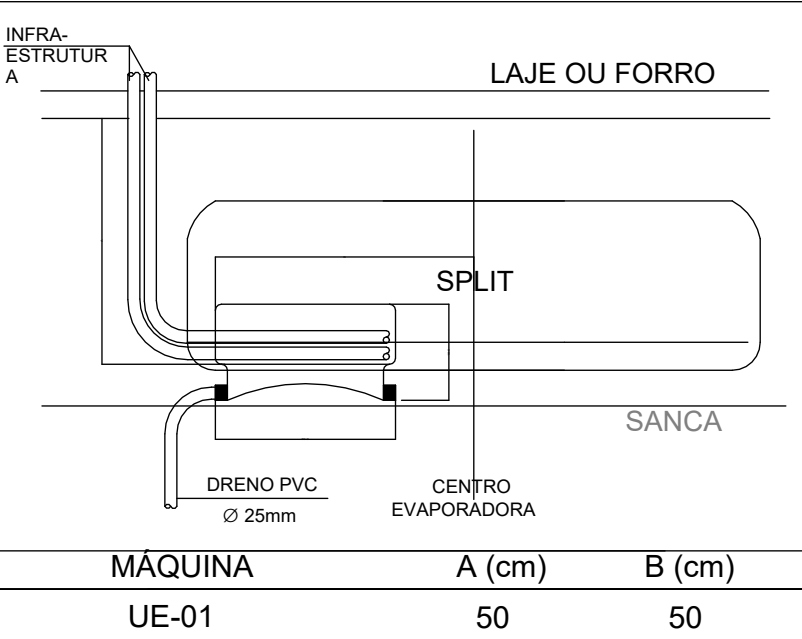 INFRA-
ESTRUTUR
A
LAJE OU FORRO
SPLIT
SANCA
DRENO PVC
Ø 25mm
CENTRO
EVAPORADORA
MÁQUINA A (cm) B (cm)
UE-01 50 50